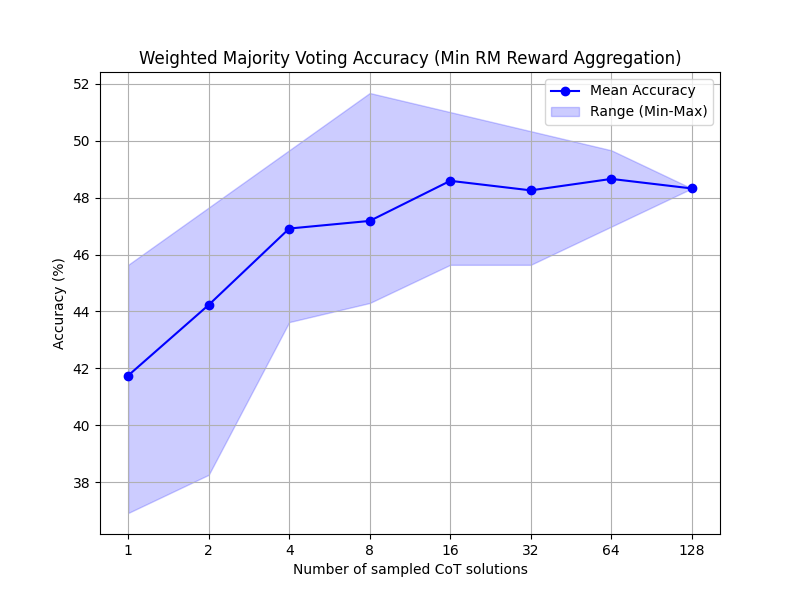 Weighted Majority Voting Accuracy (Min RM Reward Aggregation)
Mean Accuracy
Range (Min-Max)
52
50
48
46
44
42
40
38
Accuracy (%)
1 2 4 8 16 32 64 128
Number of sampled CoT solutions